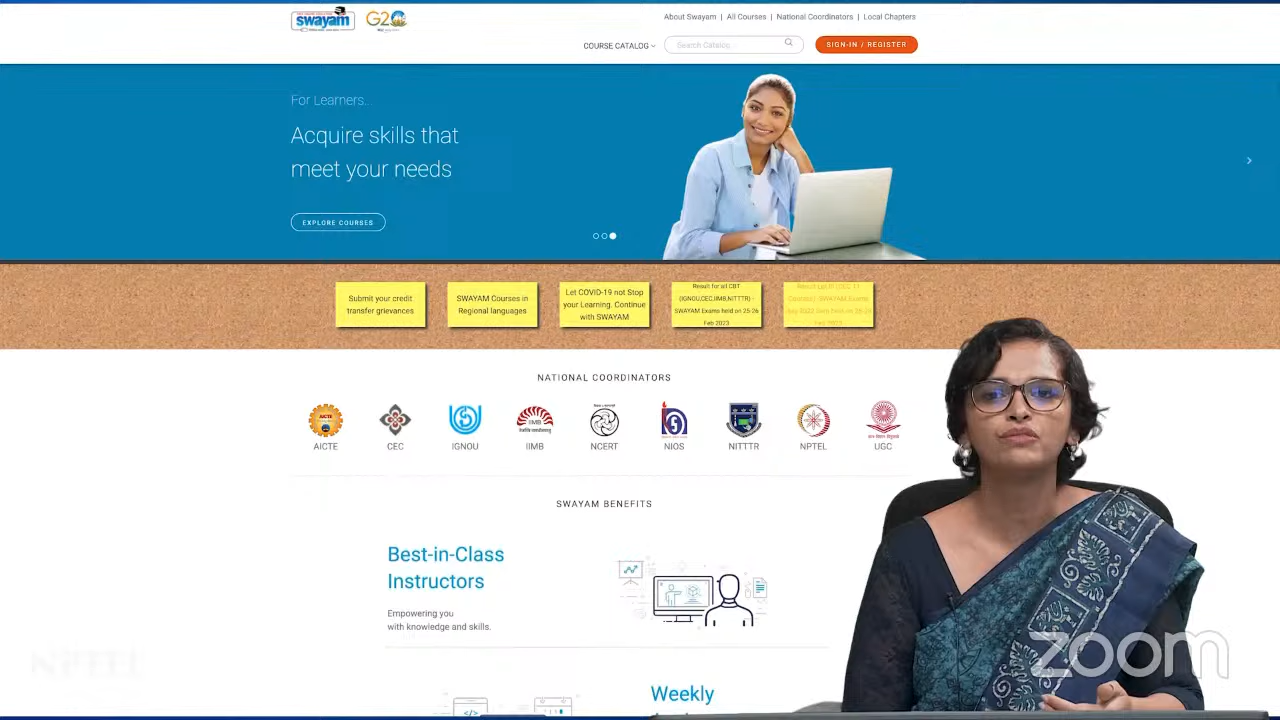 swayam
G20
About Swayam | All Courses | National Coordinators | Local Chapters
COURSE CATALOG
Search Catalog
SIGN-IN / REGISTER
For Learners...
Acquire skills that
meet your needs
EXPLORE COURSES
Submit your credit
transfer grievances
SWAYAM Courses in
Regional languages
Let COVID-19 not Stop
your Learning. Continue
with SWAYAM
Result for all CBT
(IGNOU,CEC,IIMB,NITTTR) -
SWAYAM Exams held on 25-26
Feb 2023
NATIONAL COORDINATORS
AICTE
IIMB
AICTE
CEC
IGNOU
IIMB
NCERT
NIOS
NITTTR
NPTEL
UGC
SWAYAM BENEFITS
Best-in-Class
Instructors
Empowering you
with knowledge and skills.
Weekly
NPTEL
zoom